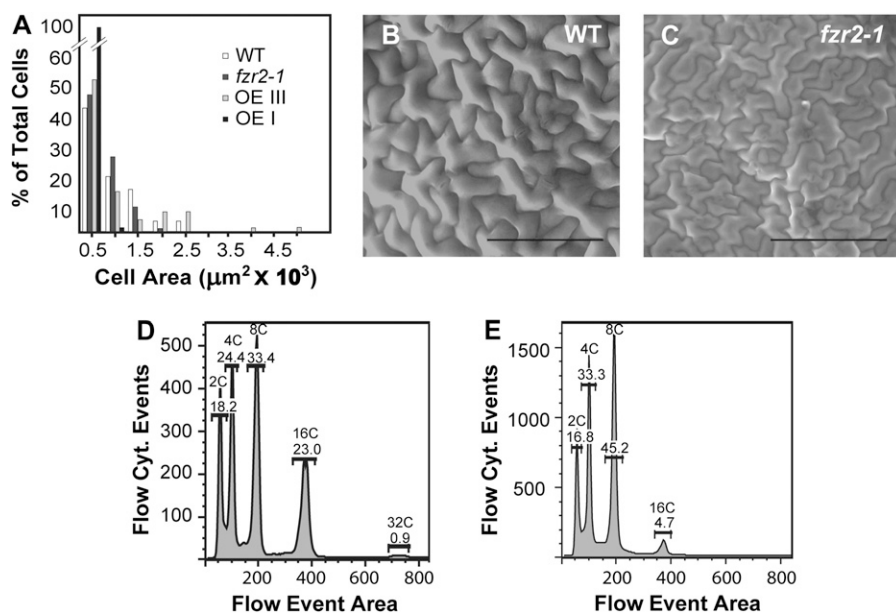 A
100
60
50
40
30
20
10
% of Total Cells
WT
fzr2-1
OE III
OE I
0.5 1.5 2.5 3.5 4.5
Cell Area (μm² x 10³)
B
WT
C
fzr2-1
D
500
400
300
200
100
Flow Cyt. Events
2C
18.2
4C
24.4
8C
33.4
16C
23.0
32C
0.9
200 400 600 800
Flow Event Area
E
1500
1000
500
Flow Cyt. Events
2C
16.8
4C
33.3
8C
45.2
16C
4.7
0 200 400 600 800
Flow Event Area